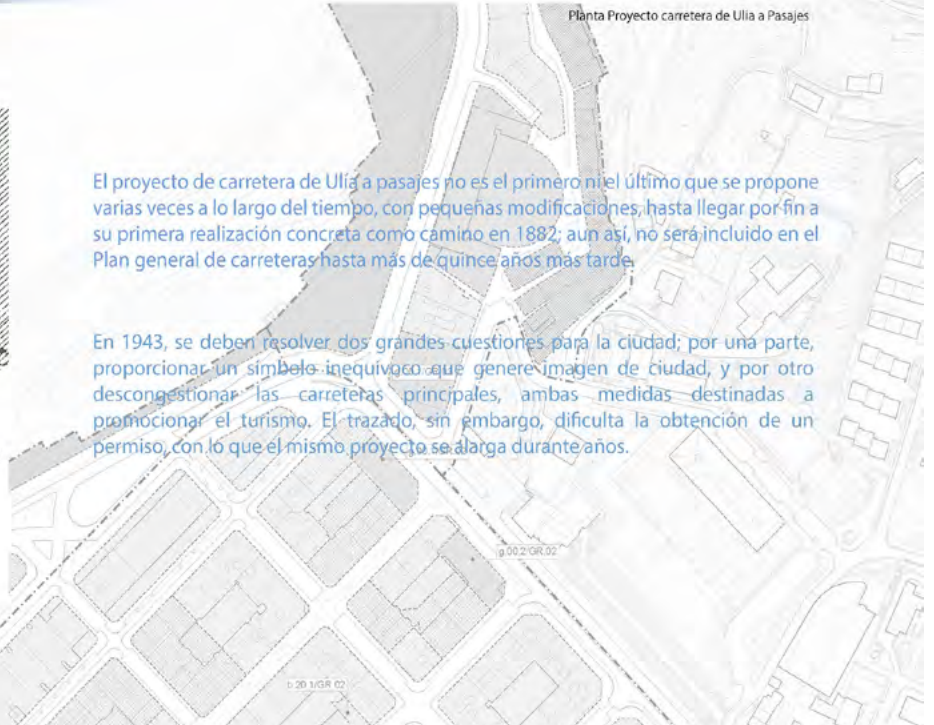 Planta Proyecto carretera de Ulia a Pasajes
El proyecto de carretera de Ulía a pasajes no es el primero ni el último que se propone
varias veces a lo largo del tiempo, con pequeñas modificaciones, hasta llegar por fin a
su primera realización concreta como camino en 1882; aun así, no será incluido en el
Plan general de carreteras hasta más de quince años más tarde.
En 1943, se deben resolver dos grandes cuestiones para la ciudad; por una parte,
proporcionar un símbolo inequívoco que genere imagen de ciudad, y por otro
descongestionar las carreteras principales, ambas medidas destinadas a
promocionar el turismo. El trazado, sin embargo, dificulta la obtención de un
permiso, con lo que el mismo proyecto se alarga durante años.
g.00.2/GR.02
b.20.1/GR.02